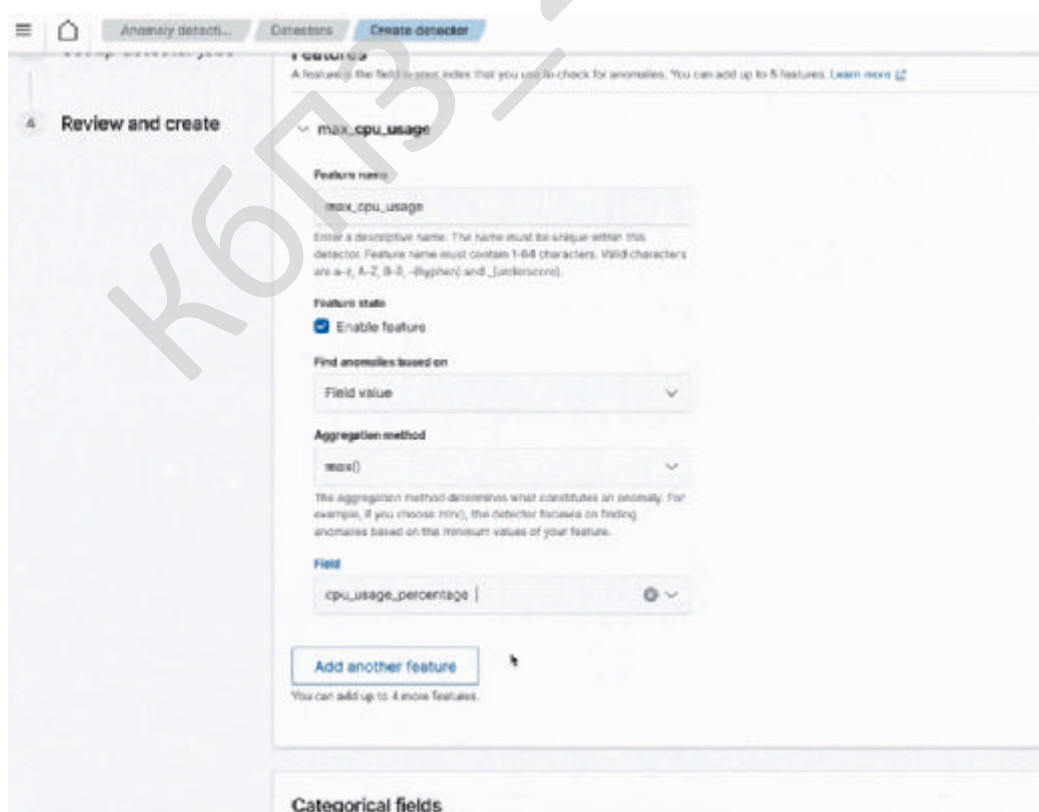 Anomaly detecti...
Detectors
Create detector
Features
A feature is the field in your index that you use to check for anomalies. You can add up to 5 features. Learn more
4 Review and create
max_cpu_usage
Feature name
max_cpu_usage
Enter a descriptive name. The name must be unique within this
detector. Feature name must contain 1-64 characters. Valid characters
are a-z, A-Z, 0-9, -(hyphen) and _(underscore).
Feature state
Enable feature
Find anomalies based on
Field value
Aggregation method
max()
The aggregation method determines what constitutes an anomaly. For
example, if you choose min(), the detector focuses on finding
anomalies based on the minimum values of your feature.
Field
cpu_usage_percentage
Add another feature
You can add up to 4 more features.
Categorical fields
КбПЗ_